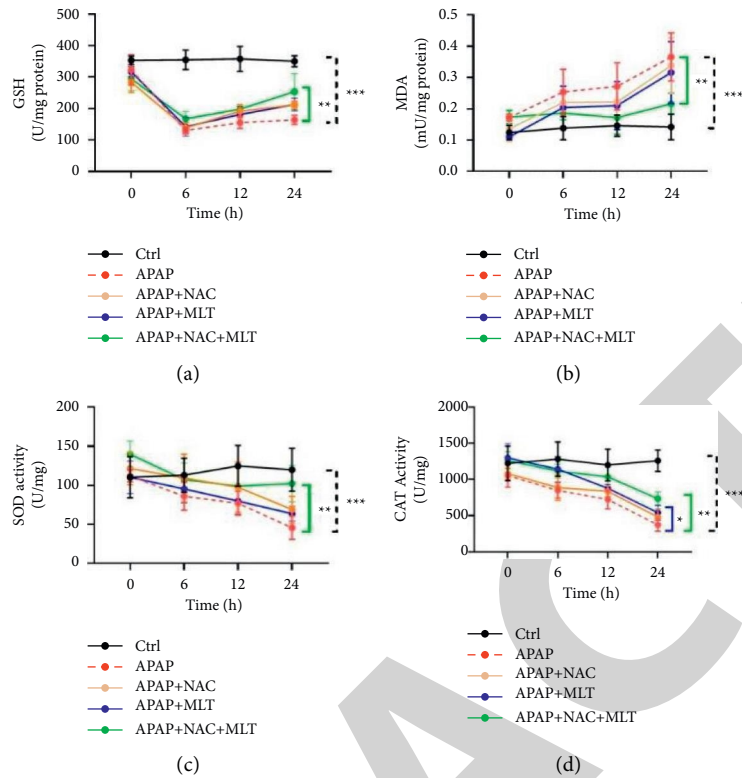 400
350
300
200
100
0
GSH
(U/mg protein)
0 6 12 24
Time (h)
**
***
Ctrl
APAP
APAP+NAC
APAP+MLT
APAP+NAC+MLT
(a)
0.5
0.4
0.3
0.2
0.1
0.0
MDA
(mU/mg protein)
0 6 12 24
Time (h)
**
***
Ctrl
APAP
APAP+NAC
APAP+MLT
APAP+NAC+MLT
(b)
200
150
100
50
0
SOD activity
(U/mg)
0 6 12 24
Time (h)
**
***
Ctrl
APAP
APAP+NAC
APAP+MLT
APAP+NAC+MLT
(c)
2000
1500
1000
500
0
CAT Activity
(U/mg)
0 6 12 24
Time (h)
*
**
***
Ctrl
APAP
APAP+NAC
APAP+MLT
APAP+NAC+MLT
(d)